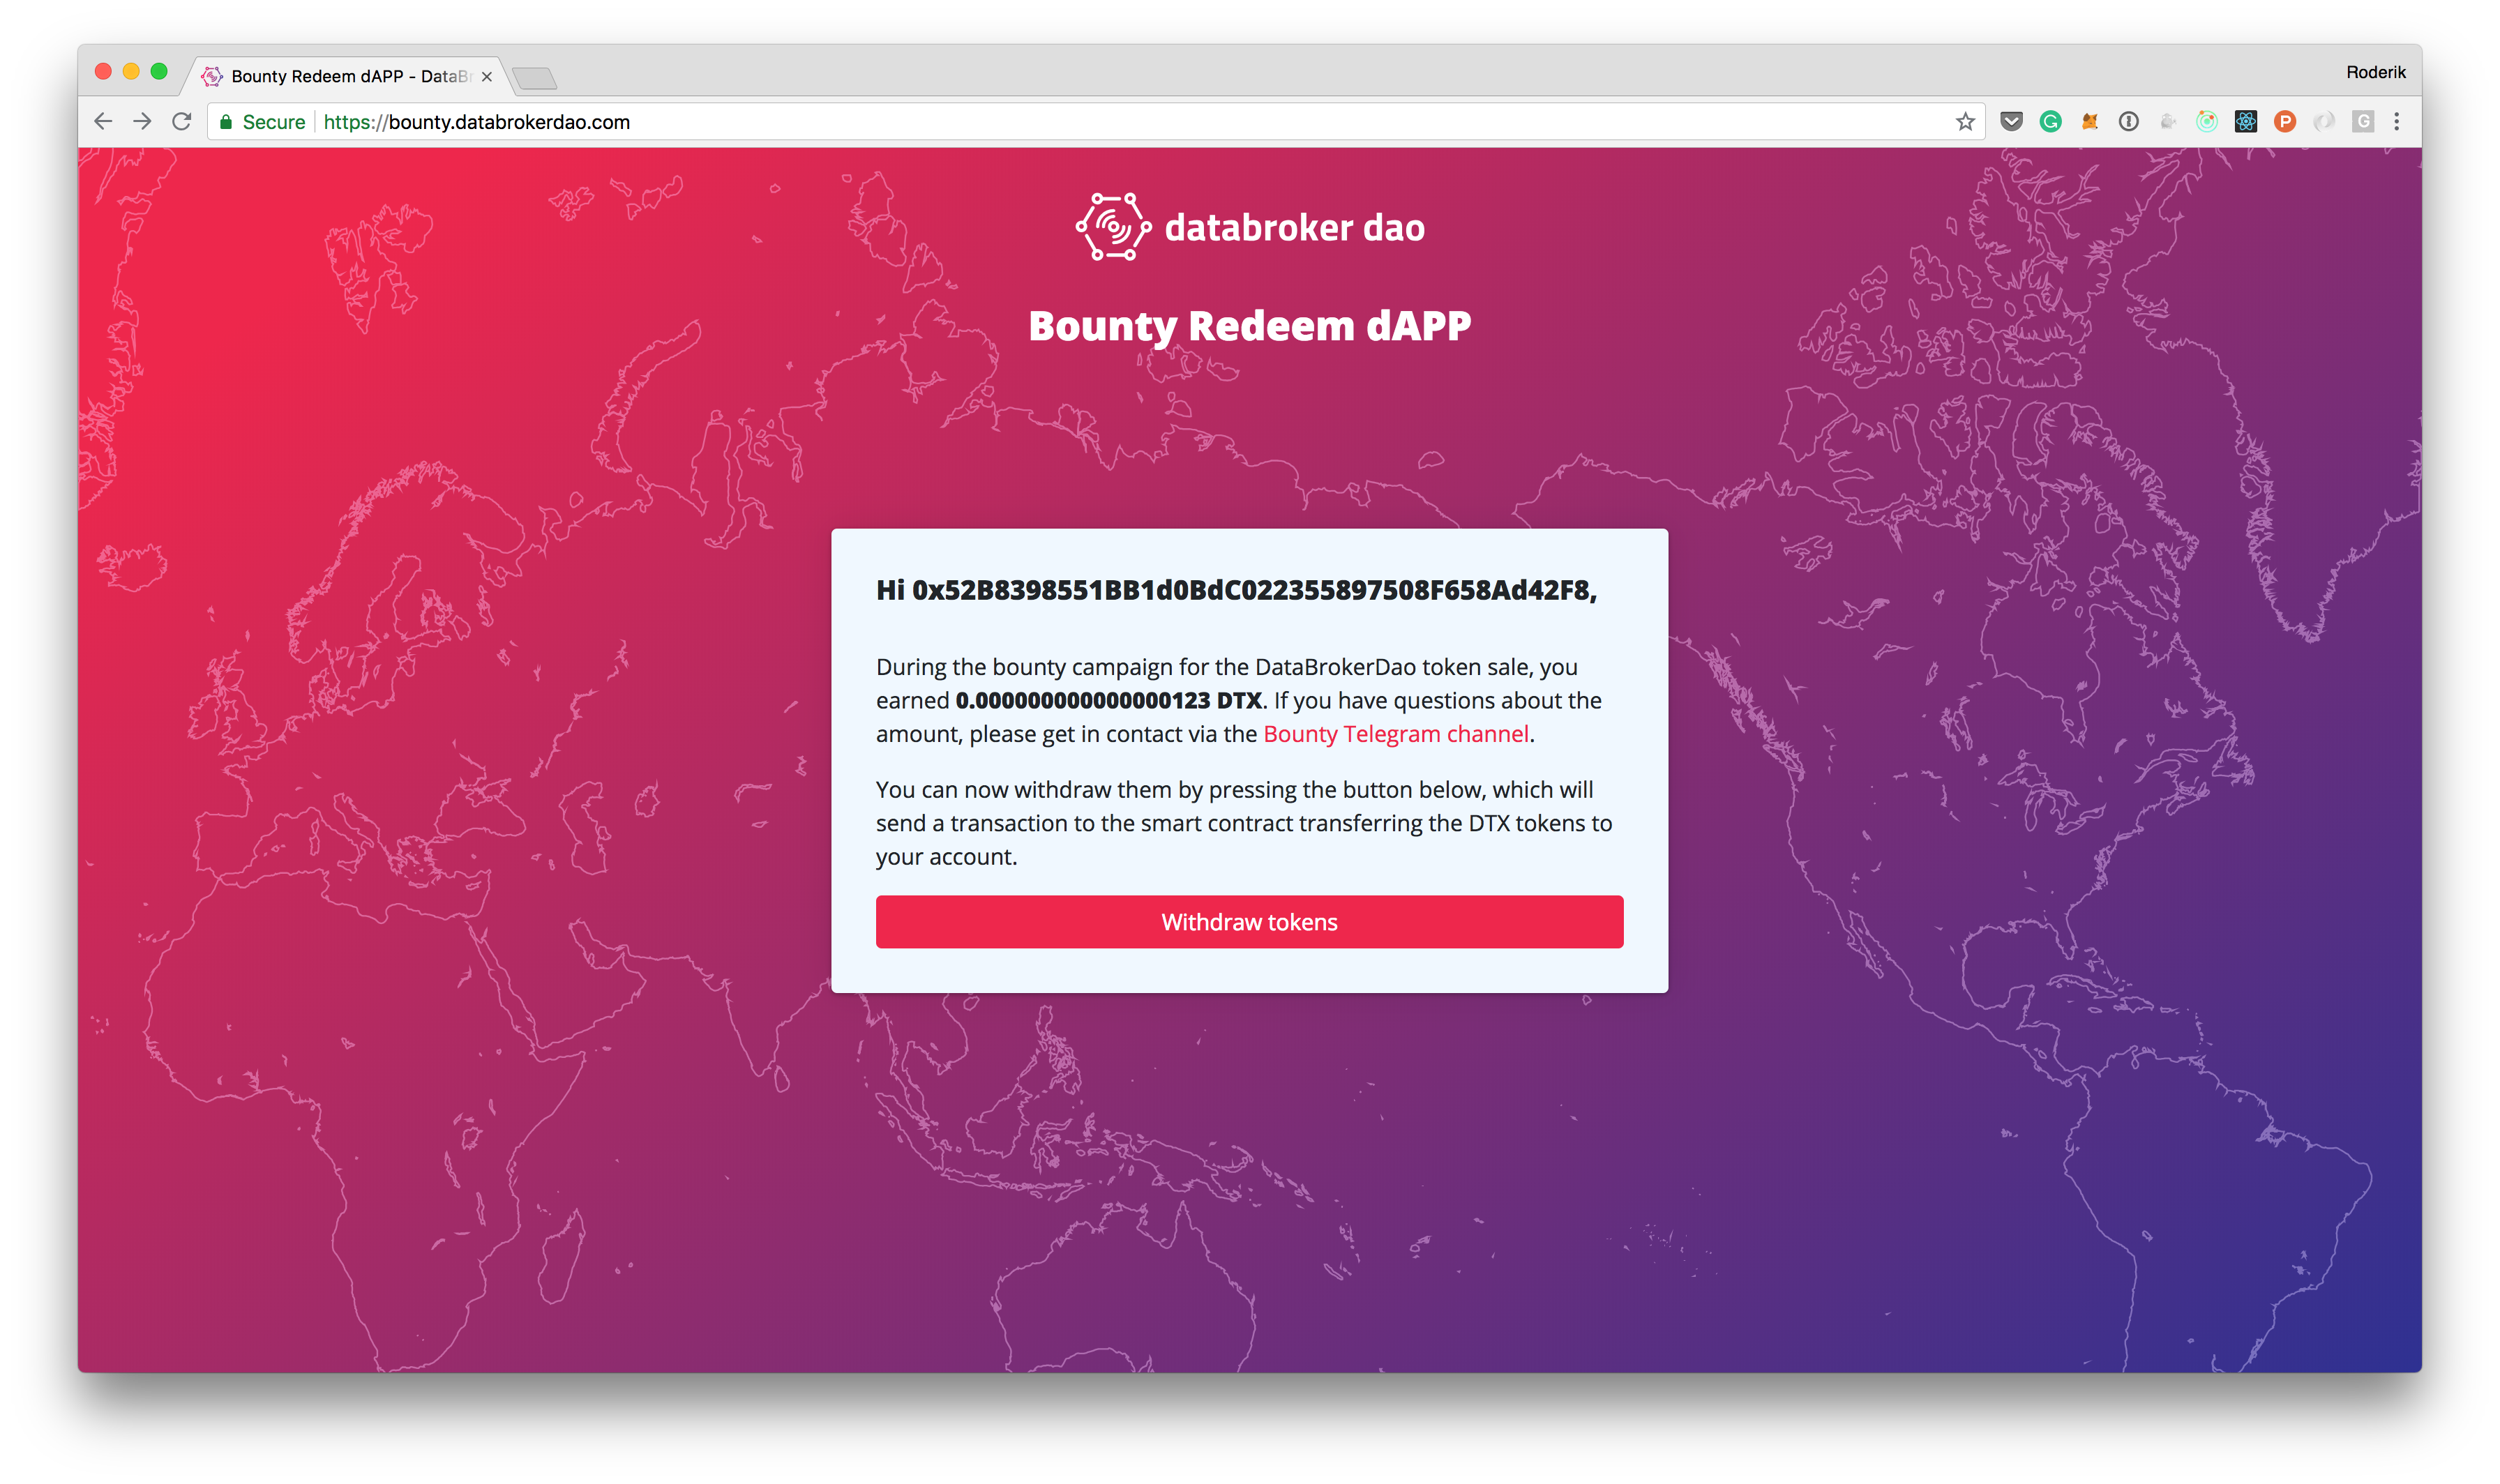 Bounty Redeem dAPP - DataBr
Roderik
Secure
https://bounty.databrokerdao.com
databroker dao
Bounty Redeem dAPP
Hi 0x52B8398551BB1d0BdC022355897508F658Ad42F8,
During the bounty campaign for the DataBrokerDao token sale, you
earned 0.000000000000000123 DTX. If you have questions about the
amount, please get in contact via the Bounty Telegram channel.
You can now withdraw them by pressing the button below, which will
send a transaction to the smart contract transferring the DTX tokens to
your account.
Withdraw tokens